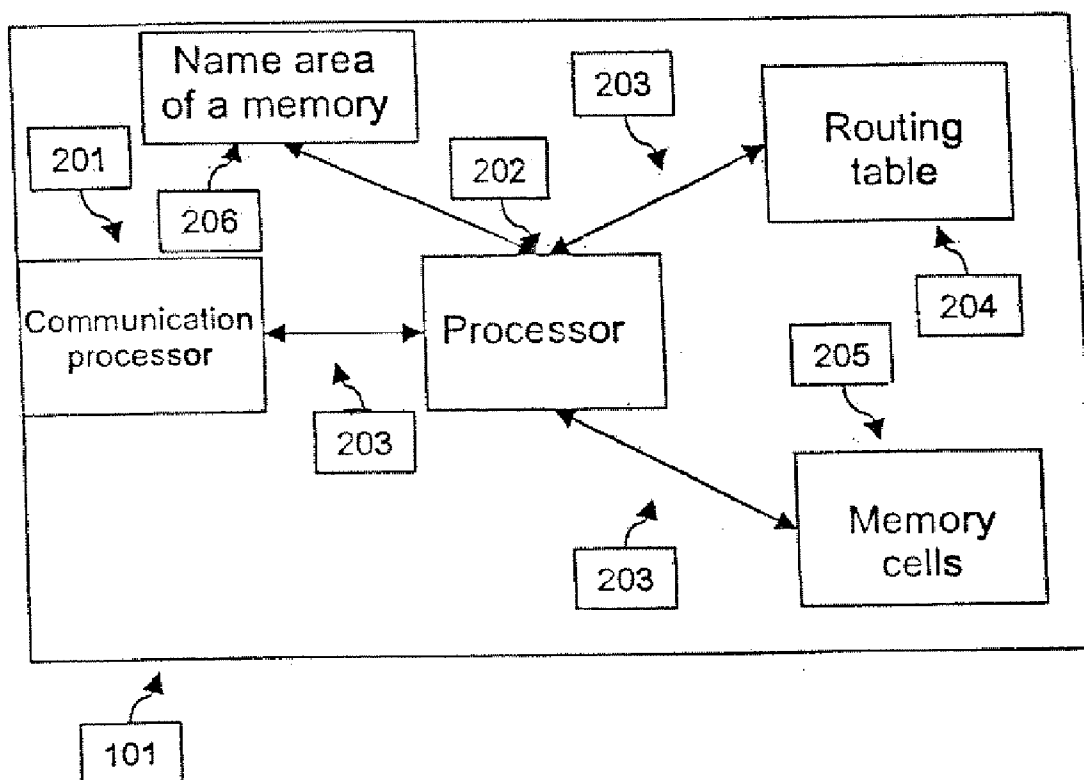 Name area
of a memory
203
Routing
table
201
202
206
204
Communication
processor
Processor
205
203
Memory
cells
203
101